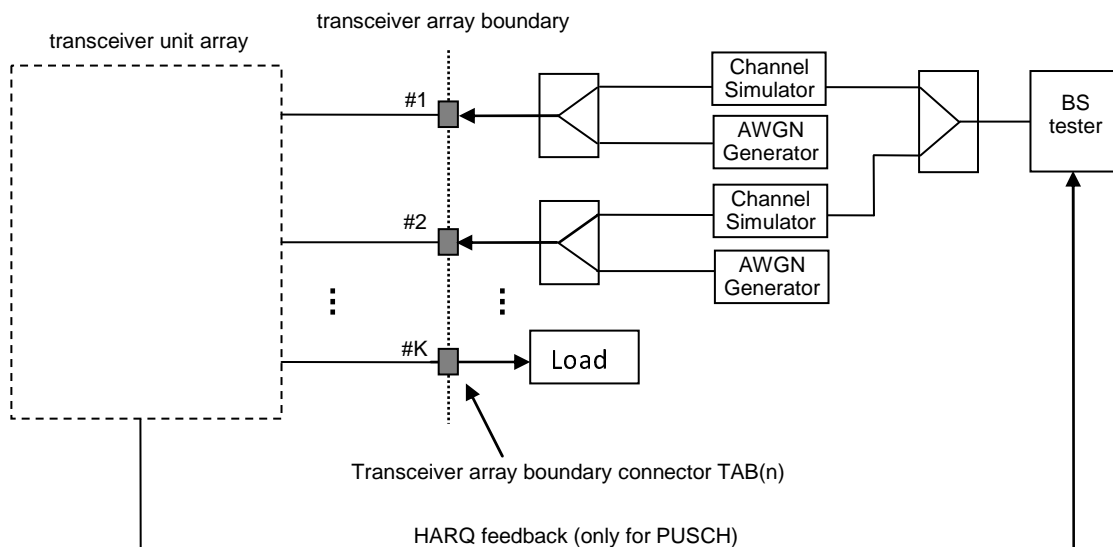 transceiver array boundary
transceiver unit array
#1
Channel
Simulator
AWGN
Generator
BS
tester
#2
Channel
Simulator
AWGN
Generator
#K
Load
Transceiver array boundary connector TAB(n)
HARQ feedback (only for PUSCH)